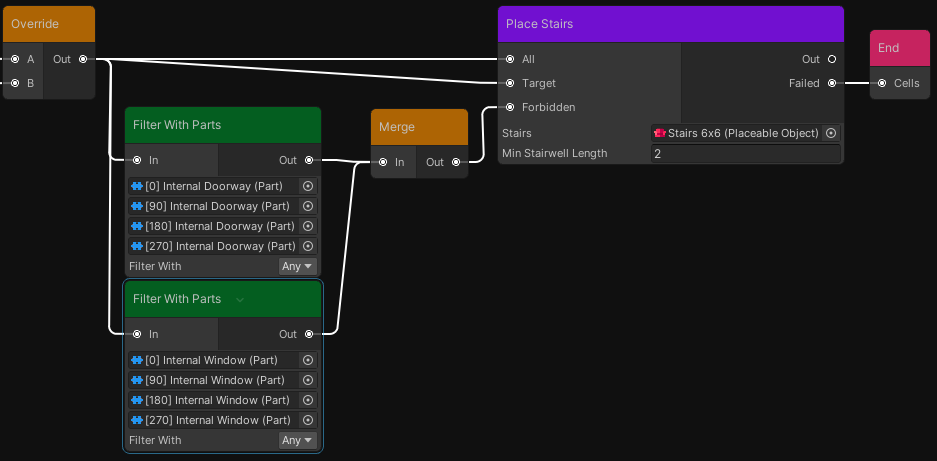 Override
A
Out
B
Filter With Parts
In
Out
[0] Internal Doorway (Part)
[90] Internal Doorway (Part)
[180] Internal Doorway (Part)
[270] Internal Doorway (Part)
Filter With
Any
Filter With Parts
In
Out
[0] Internal Window (Part)
[90] Internal Window (Part)
[180] Internal Window (Part)
[270] Internal Window (Part)
Filter With
Any
Merge
In
Out
Place Stairs
All
Out
Target
Failed
Forbidden
Stairs
Stairs 6x6 (Placeable Object)
Min Stairwell Length
2
End
Cells